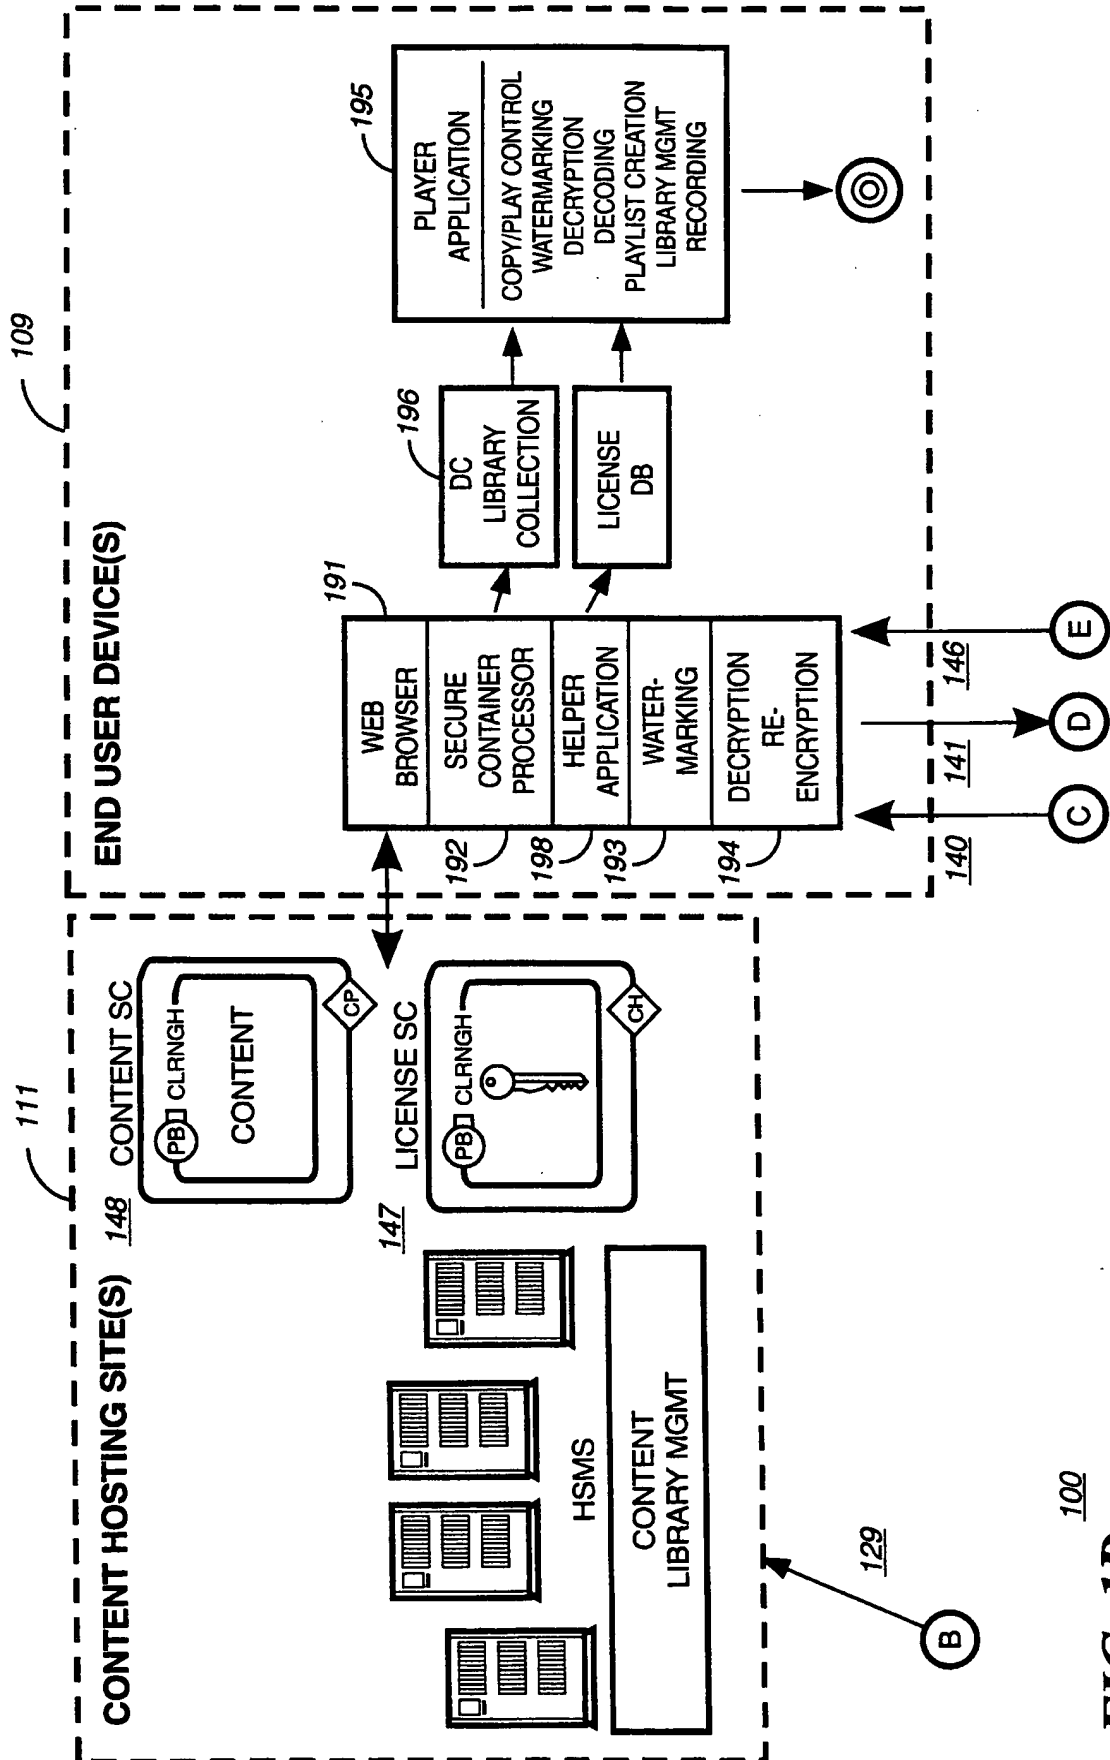 111
CONTENT HOSTING SITE(S)
148
CONTENT SC
PB
CLRNGH
CONTENT
CP
147
LICENSE SC
PB
CLRNGH
CH
HSMS
CONTENT
LIBRARY MGMT
B
129
100
109
END USER DEVICE(S)
191
WEB
BROWSER
SECURE
CONTAINER
PROCESSOR
192
HELPER
APPLICATION
198
WATER-
MARKING
193
DECRYPTION
RE-
ENCRYPTION
194
196
DC
LIBRARY
COLLECTION
LICENSE
DB
195
PLAYER
APPLICATION
COPY/PLAY CONTROL
WATERMARKING
DECRYPTION
DECODING
PLAYLIST CREATION
LIBRARY MGMT
RECORDING
140
C
141
D
146
E